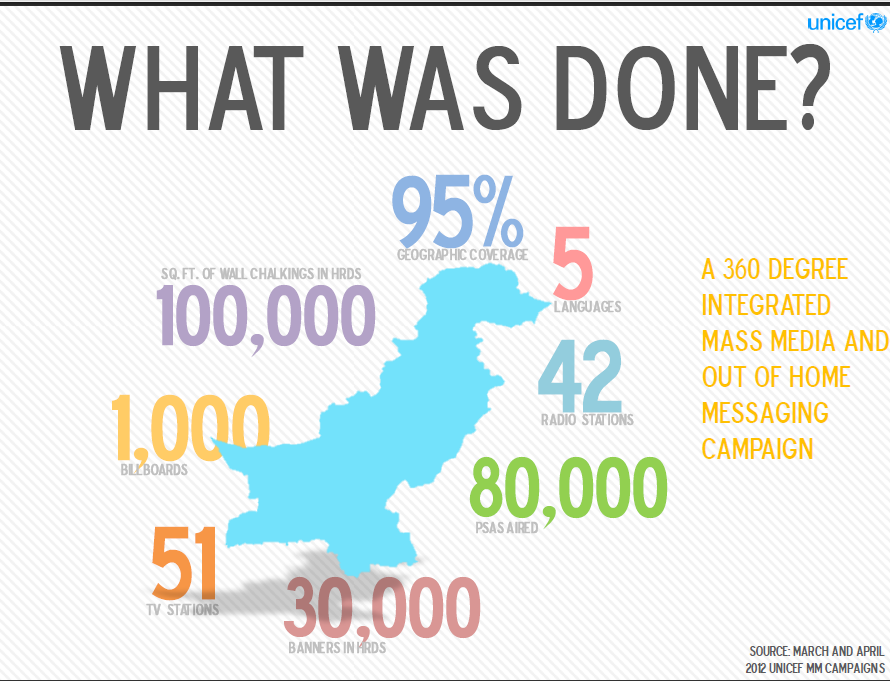 unicef
WHAT WAS DONE?
95%
GEOGRAPHIC COVERAGE
5
LANGUAGES
SQ. FT. OF WALL CHALKINGS IN HRDS
100,000
42
RADIO STATIONS
1,000
BILLBOARDS
80,000
PSAS AIRED
51
TV STATIONS
30,000
BANNERS IN HRDS
A 360 DEGREE
INTEGRATED
MASS MEDIA AND
OUT OF HOME
MESSAGING
CAMPAIGN
SOURCE: MARCH AND APRIL
2012 UNICEF MM CAMPAIGNS